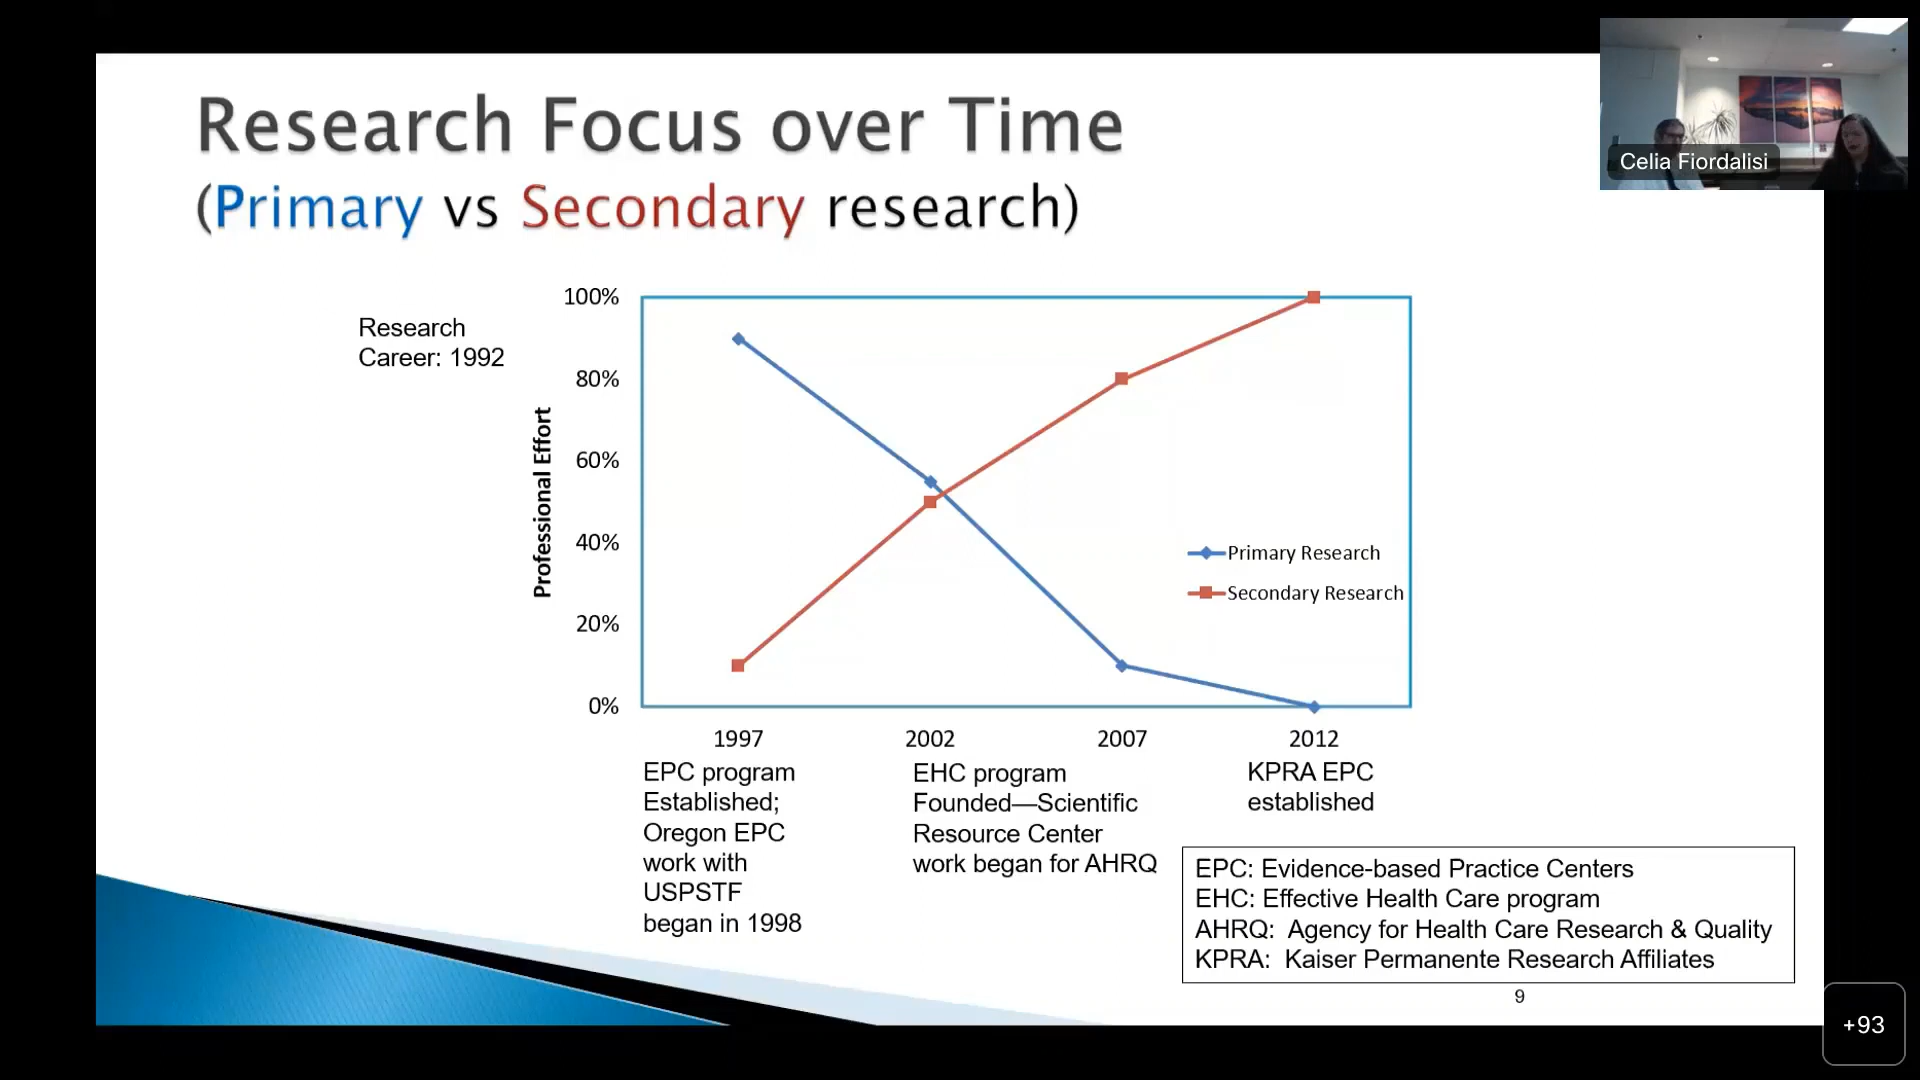 Research Focus over Time
(Primary vs Secondary research)
Celia Fiordalisi
Research
Career: 1992
Professional Effort
100%
80%
60%
40%
20%
0%
Primary Research
Secondary Research
1997
2002
2007
2012
EPC program
Established;
Oregon EPC
work with
USPSTF
began in 1998
EHC program
Founded—Scientific
Resource Center
work began for AHRQ
KPRA EPC
established
EPC: Evidence-based Practice Centers
EHC: Effective Health Care program
AHRQ:  Agency for Health Care Research & Quality
KPRA:  Kaiser Permanente Research Affiliates
9
+93